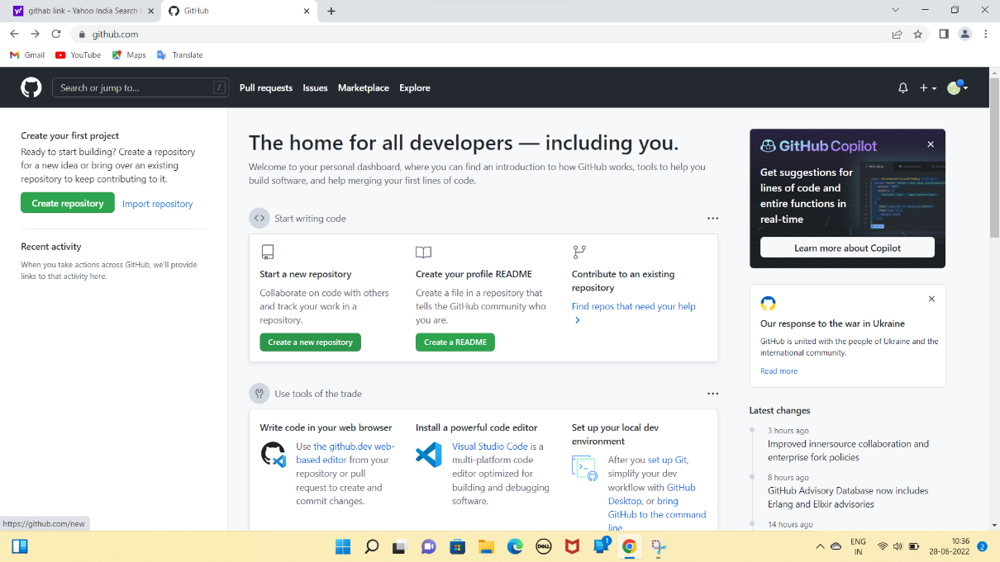 githab link - Yahoo India Search
GitHub
github.com
Gmail
YouTube
Maps
Translate
Search or jump to...
/
Pull requests
Issues
Marketplace
Explore
Create your first project
Ready to start building? Create a repository
for a new idea or bring over an existing
repository to keep contributing to it.
Create repository
Import repository
Recent activity
When you take actions across GitHub, we'll provide
links to that activity here.
The home for all developers — including you.
Welcome to your personal dashboard, where you can find an introduction to how GitHub works, tools to help you
build software, and help merging your first lines of code.
Start writing code
Start a new repository
Collaborate on code with others
and track your work in a
repository.
Create a new repository
Create your profile README
Create a file in a repository that
tells the GitHub community who
you are.
Create a README
Contribute to an existing
repository
Find repos that need your help
Use tools of the trade
Write code in your web browser
Use the github.dev web-
based editor from your
repository or pull
request to create and
commit changes.
Install a powerful code editor
Visual Studio Code is a
multi-platform code
editor optimized for
building and debugging
software.
Set up your local dev
environment
After you set up Git,
simplify your dev
workflow with GitHub
Desktop, or bring
GitHub to the command
line.
GitHub Copilot
Get suggestions for
lines of code and
entire functions in
real-time
Learn more about Copilot
Our response to the war in Ukraine
GitHub is united with the people of Ukraine and the
international community.
Read more
Latest changes
3 hours ago
Improved innersource collaboration and
enterprise fork policies
8 hours ago
GitHub Advisory Database now includes
Erlang and Elixir advisories
14 hours ago
https://github.com/new
DELL
1
ENG
IN
10:36
28-06-2022
2